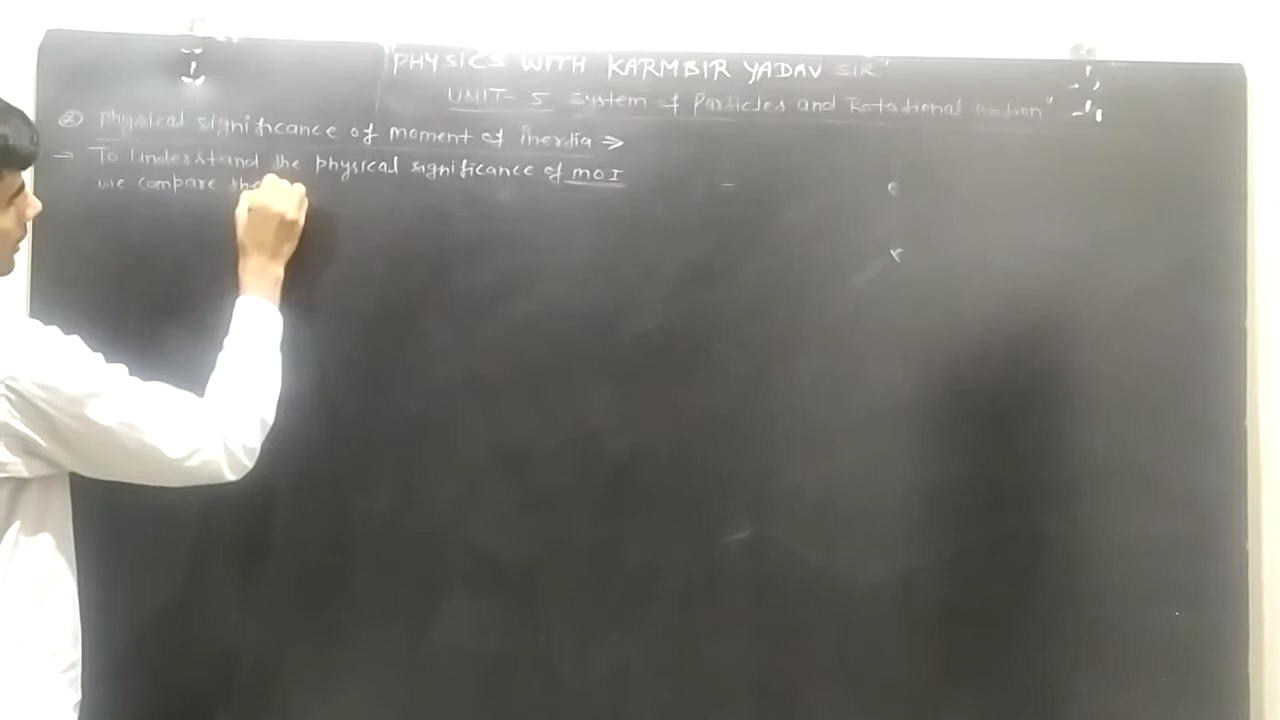 "PHYSICS WITH KARMBIR YADAV SIR"
UNIT- 5 System of Particles and Rotational motion"
② Physical significance of moment of inertia ⇒
→ To Understand the physical significance of MOI
we compare the